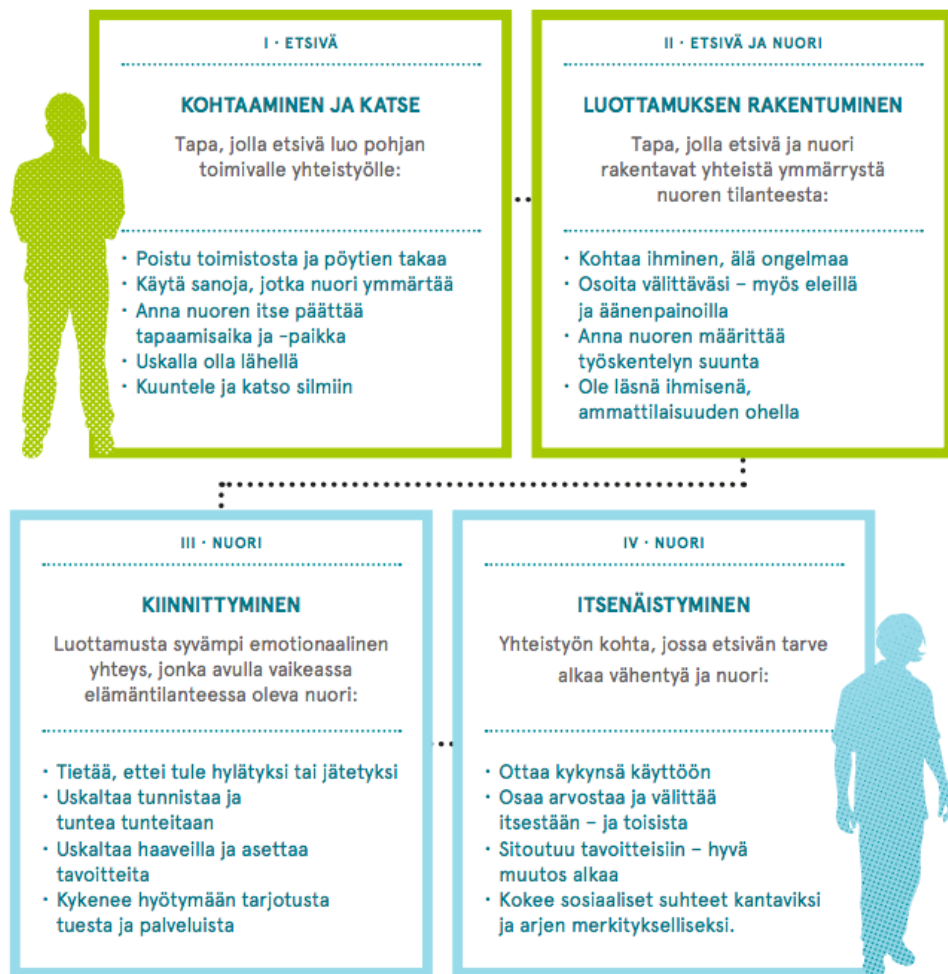 I · ETSIVÄ
KOHTAAMINEN JA KATSE
Tapa, jolla etsivä luo pohjan
toimivalle yhteistyölle:
· Poistu toimistosta ja pöytien takaa
· Käytä sanoja, jotka nuori ymmärtää
· Anna nuoren itse päättää
tapaamisaika ja -paikka
· Uskalla olla lähellä
· Kuuntele ja katso silmiin
II · ETSIVÄ JA NUORI
LUOTTAMUKSEN RAKENTUMINEN
Tapa, jolla etsivä ja nuori
rakentavat yhteistä ymmärrystä
nuoren tilanteesta:
· Kohtaa ihminen, älä ongelmaa
· Osoita välittäväsi – myös eleillä
ja äänenpainoilla
· Anna nuoren määrittää
työskentelyn suunta
· Ole läsnä ihmisenä,
ammattilaisuuden ohella
III · NUORI
KIINNITTYMINEN
Luottamusta syvämpi emotionaalinen
yhteys, jonka avulla vaikeassa
elämäntilanteessa oleva nuori:
· Tietää, ettei tule hylätyksi tai jätetyksi
· Uskaltaa tunnistaa ja
tuntea tunteitaan
· Uskaltaa haaveilla ja asettaa
tavoitteita
· Kykenee hyötymään tarjotusta
tuesta ja palveluista
IV · NUORI
ITSENÄISTYMINEN
Yhteistyön kohta, jossa etsivän tarve
alkaa vähentyä ja nuori:
· Ottaa kykynsä käyttöön
· Osaa arvostaa ja välittää
itsestään – ja toisista
· Sitoutuu tavoitteisiin – hyvä
muutos alkaa
· Kokee sosiaaliset suhteet kantaviksi
ja arjen merkitykselliseksi.